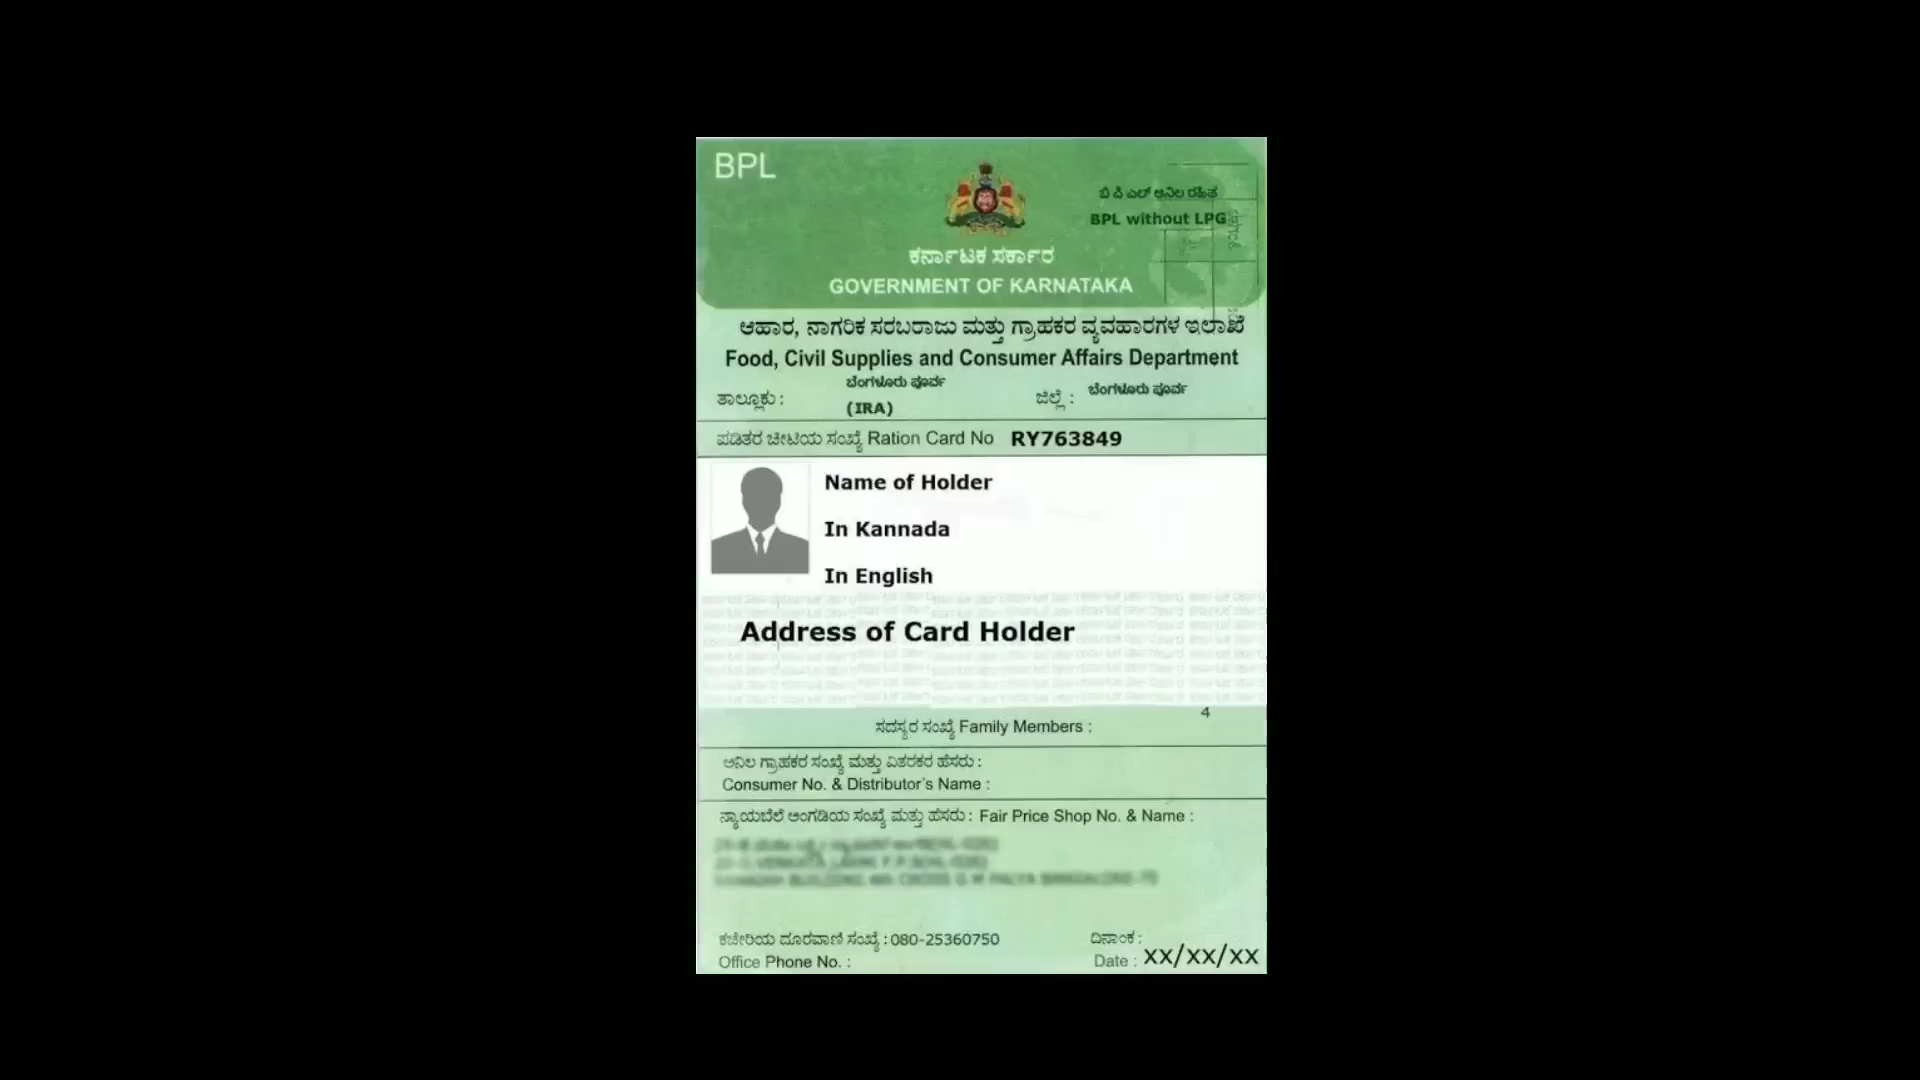 BPL
ಬಿ ಪಿ ಎಲ್ ಅನಿಲ ರಹಿತ
BPL without LPG
ಕರ್ನಾಟಕ ಸರ್ಕಾರ
GOVERNMENT OF KARNATAKA
ಆಹಾರ, ನಾಗರಿಕ ಸರಬರಾಜು ಮತ್ತು ಗ್ರಾಹಕರ ವ್ಯವಹಾರಗಳ ಇಲಾಖೆ
Food, Civil Supplies and Consumer Affairs Department
ತಾಲ್ಲೂಕು : ಬೆಂಗಳೂರು ಪೂರ್ವ (IRA) ಜಿಲ್ಲೆ : ಬೆಂಗಳೂರು ಪೂರ್ವ
ಪಡಿತರ ಚೀಟಿಯ ಸಂಖ್ಯೆ Ration Card No RY763849
Name of Holder
In Kannada
In English
Address of Card Holder
ಸದಸ್ಯರ ಸಂಖ್ಯೆ Family Members : 4
ಅನಿಲ ಗ್ರಾಹಕರ ಸಂಖ್ಯೆ ಮತ್ತು ವಿತರಕರ ಹೆಸರು :
Consumer No. & Distributor's Name :
ನ್ಯಾಯಬೆಲೆ ಅಂಗಡಿಯ ಸಂಖ್ಯೆ ಮತ್ತು ಹೆಸರು : Fair Price Shop No. & Name :
ಕಚೇರಿಯ ದೂರವಾಣಿ ಸಂಖ್ಯೆ : 080-25360750 ದಿನಾಂಕ :
Office Phone No. : Date : XX/XX/XX